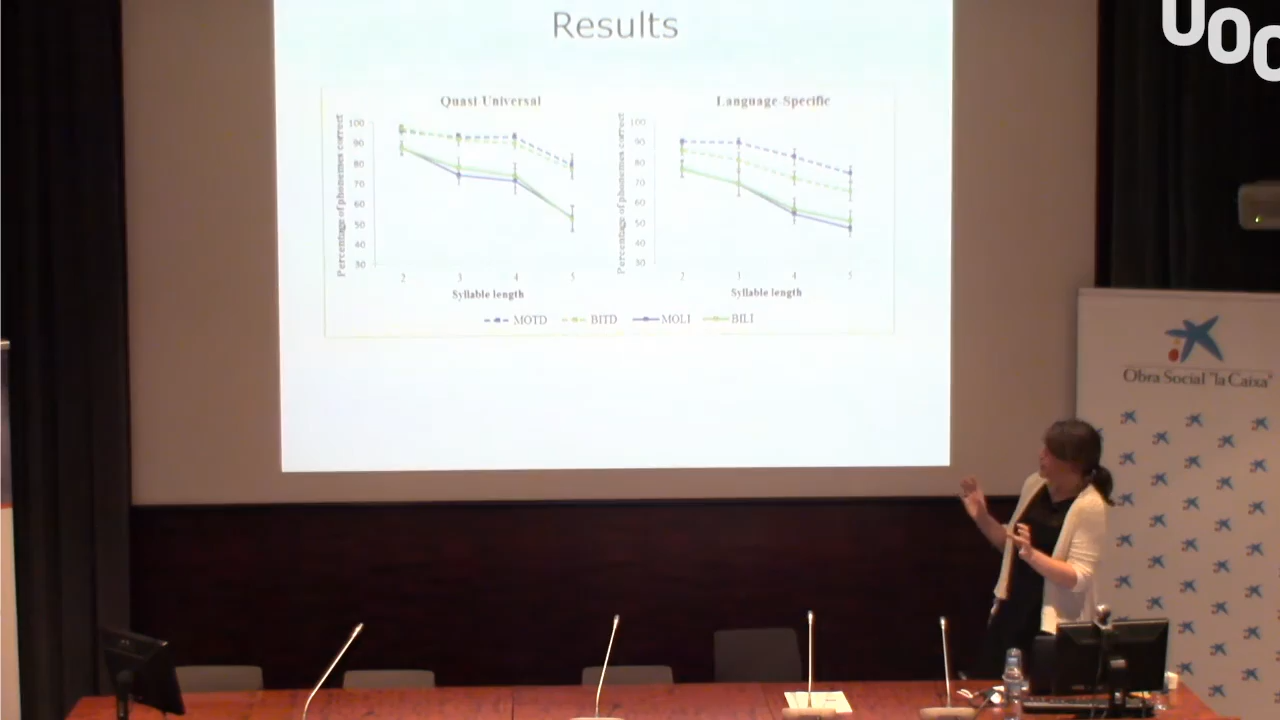 UOC
Results
Quasi-Universal
Percentage of phonemes correct
100
90
80
70
60
50
40
30
2 3 4 5
Syllable length
Language-Specific
Percentage of phonemes correct
100
90
80
70
60
50
40
30
2 3 4 5
Syllable length
MOTD BITD MOLI BILI
Obra Social "la Caixa"